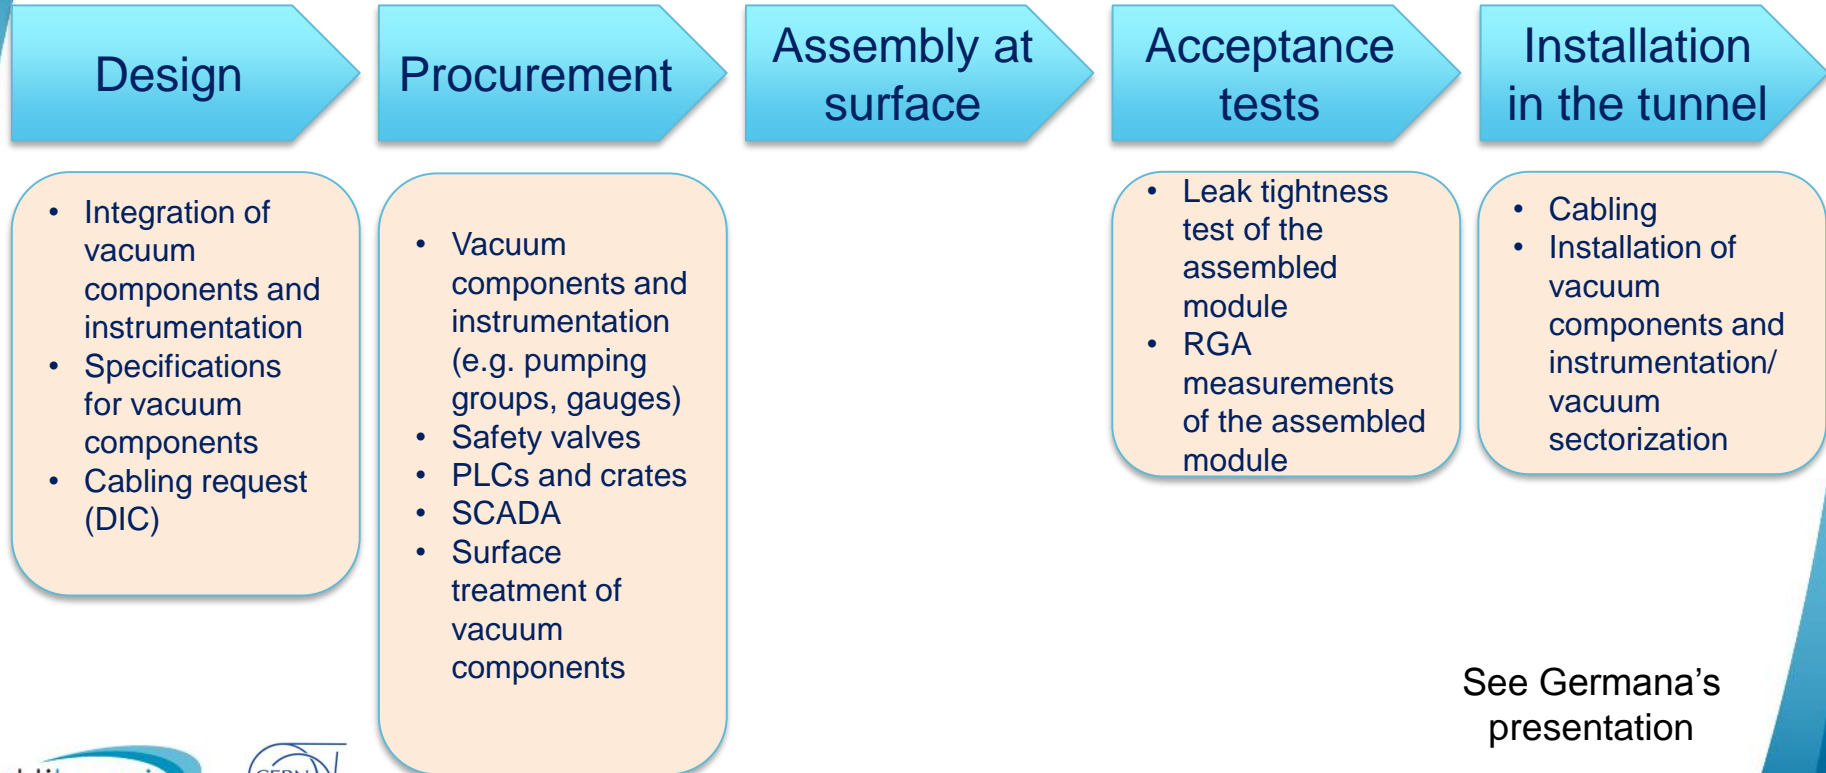 Design
Procurement
Assembly at
surface
Acceptance
tests
Installation
in the tunnel
• Integration of
vacuum
components and
instrumentation
• Specifications
for vacuum
components
• Cabling request
(DIC)
• Vacuum
components and
instrumentation
(e.g. pumping
groups, gauges)
• Safety valves
• PLCs and crates
• SCADA
• Surface
treatment of
vacuum
components
• Leak tightness
test of the
assembled
module
• RGA
measurements
of the assembled
module
• Cabling
• Installation of
vacuum
components and
instrumentation/
vacuum
sectorization
See Germana’s
presentation
CERN